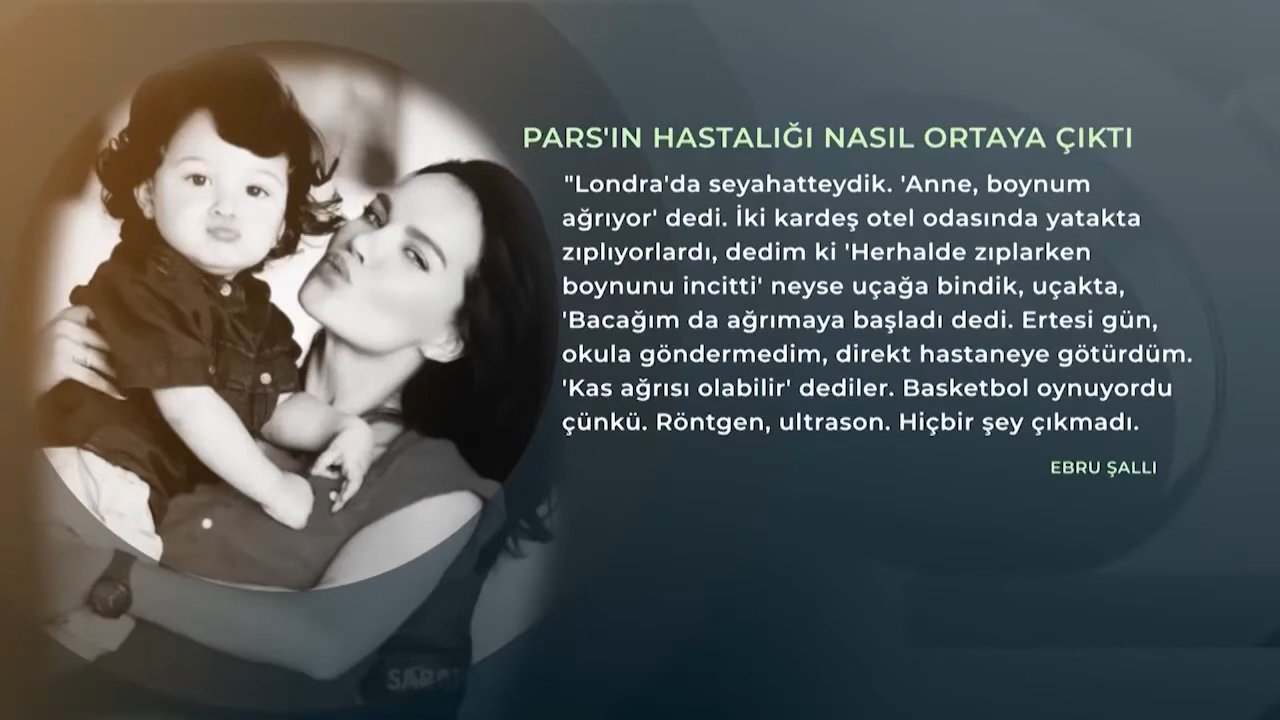 PARS'IN HASTALIĞI NASIL ORTAYA ÇIKTI
"Londra'da seyahatteydik. 'Anne, boynum
ağrıyor' dedi. İki kardeş otel odasında yatakta
zıplıyorlardı, dedim ki 'Herhalde zıplarken
boynunu incitti' neyse uçağa bindik, uçakta,
'Bacağım da ağrımaya başladı dedi. Ertesi gün,
okula göndermedim, direkt hastaneye götürdüm.
'Kas ağrısı olabilir' dediler. Basketbol oynuyordu
çünkü. Röntgen, ultrason. Hiçbir şey çıkmadı.
EBRU ŞALLI